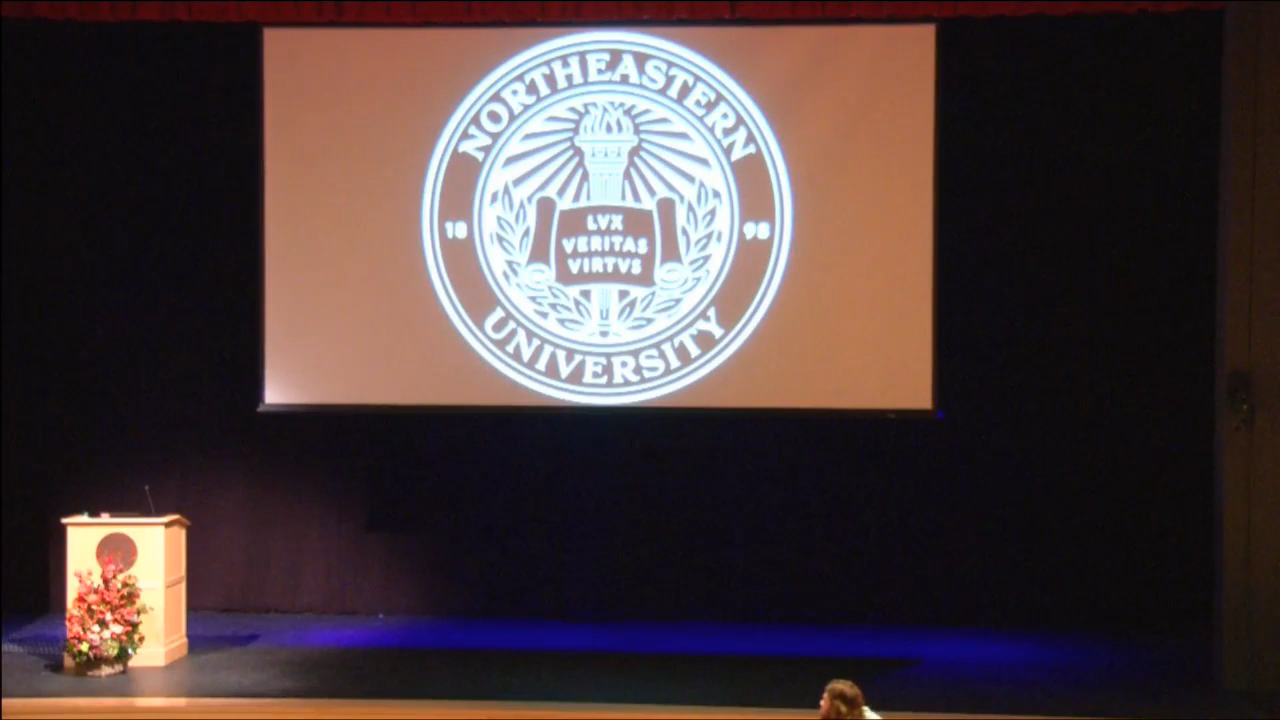 NORTHEASTERN
18 98
LVX
VERITAS
VIRTVS
UNIVERSITY